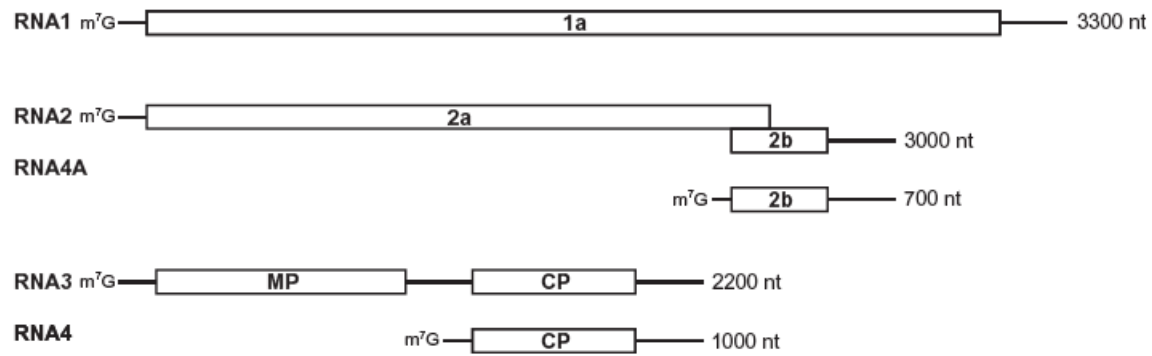 RNA1 m⁷G 1a 3300 nt
RNA2 m⁷G 2a
2b 3000 nt
RNA4A
m⁷G 2b 700 nt
RNA3 m⁷G MP CP 2200 nt
RNA4
m⁷G CP 1000 nt